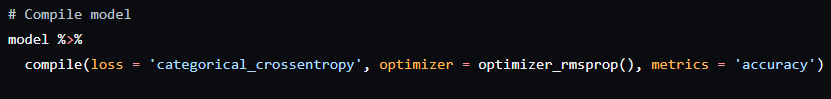 # Compile model
model %>%
  compile(loss = 'categorical_crossentropy', optimizer = optimizer_rmsprop(), metrics = 'accuracy')